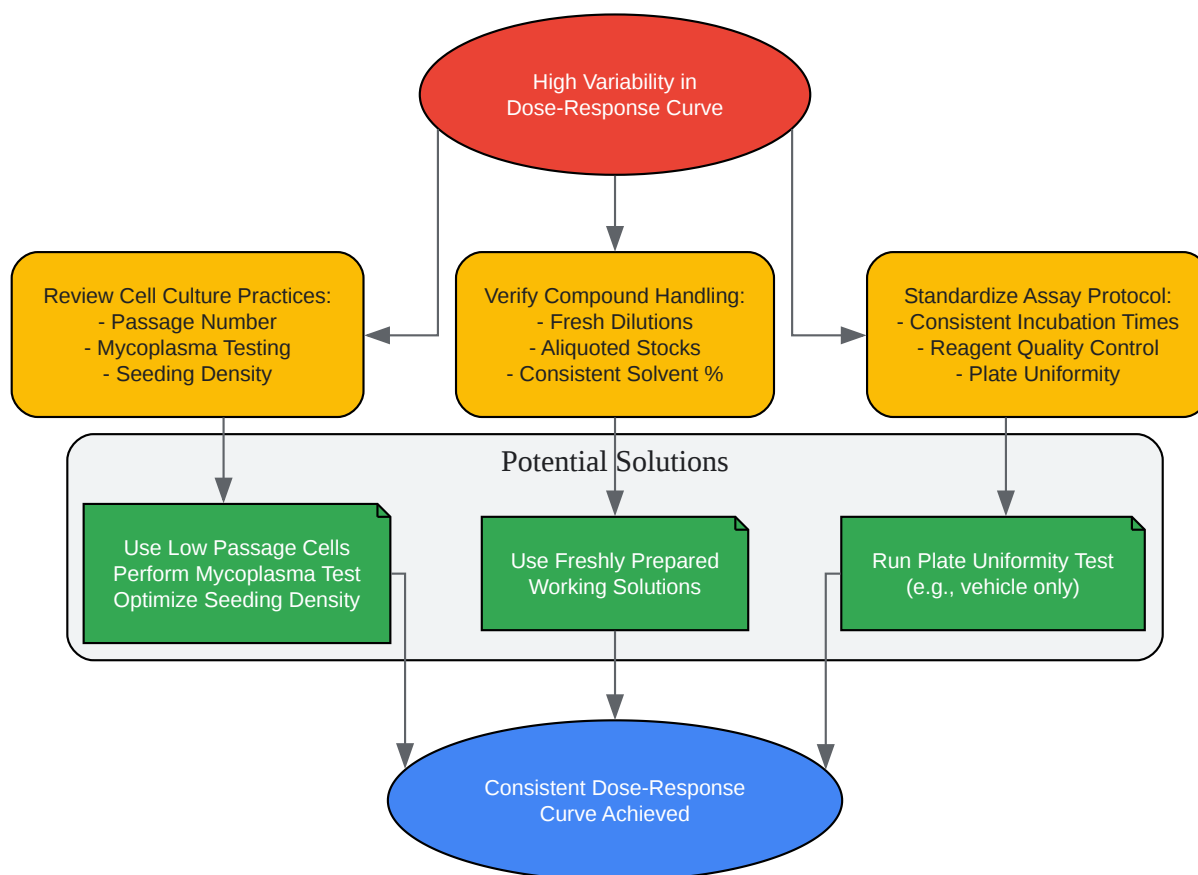 High Variability in
Dose-Response Curve
Review Cell Culture Practices:
- Passage Number
- Mycoplasma Testing
- Seeding Density
Verify Compound Handling:
- Fresh Dilutions
- Aliquoted Stocks
- Consistent Solvent %
Standardize Assay Protocol:
- Consistent Incubation Times
- Reagent Quality Control
- Plate Uniformity
Potential Solutions
Use Low Passage Cells
Perform Mycoplasma Test
Optimize Seeding Density
Use Freshly Prepared
Working Solutions
Run Plate Uniformity Test
(e.g., vehicle only)
Consistent Dose-Response
Curve Achieved